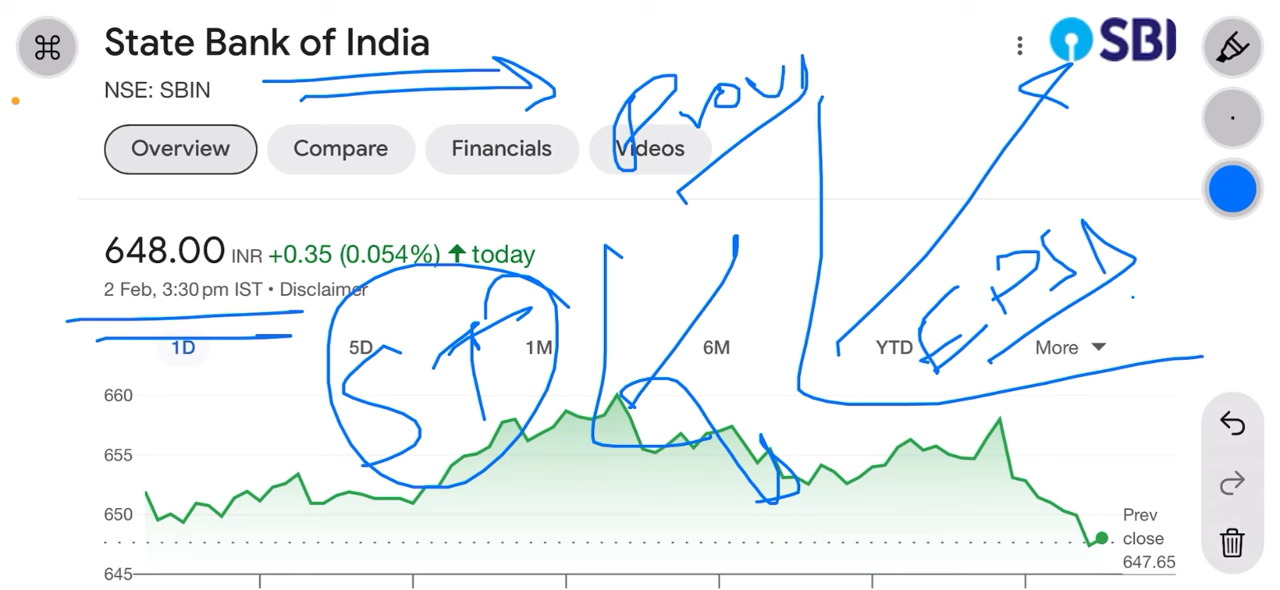 State Bank of India
SBI
NSE: SBIN
Overview Compare Financials Videos
648.00 INR +0.35 (0.054%) ↑ today
2 Feb, 3:30 pm IST • Disclaimer
1D 5D 1M 6M YTD More
660
655
650
645
Prev
close
647.65